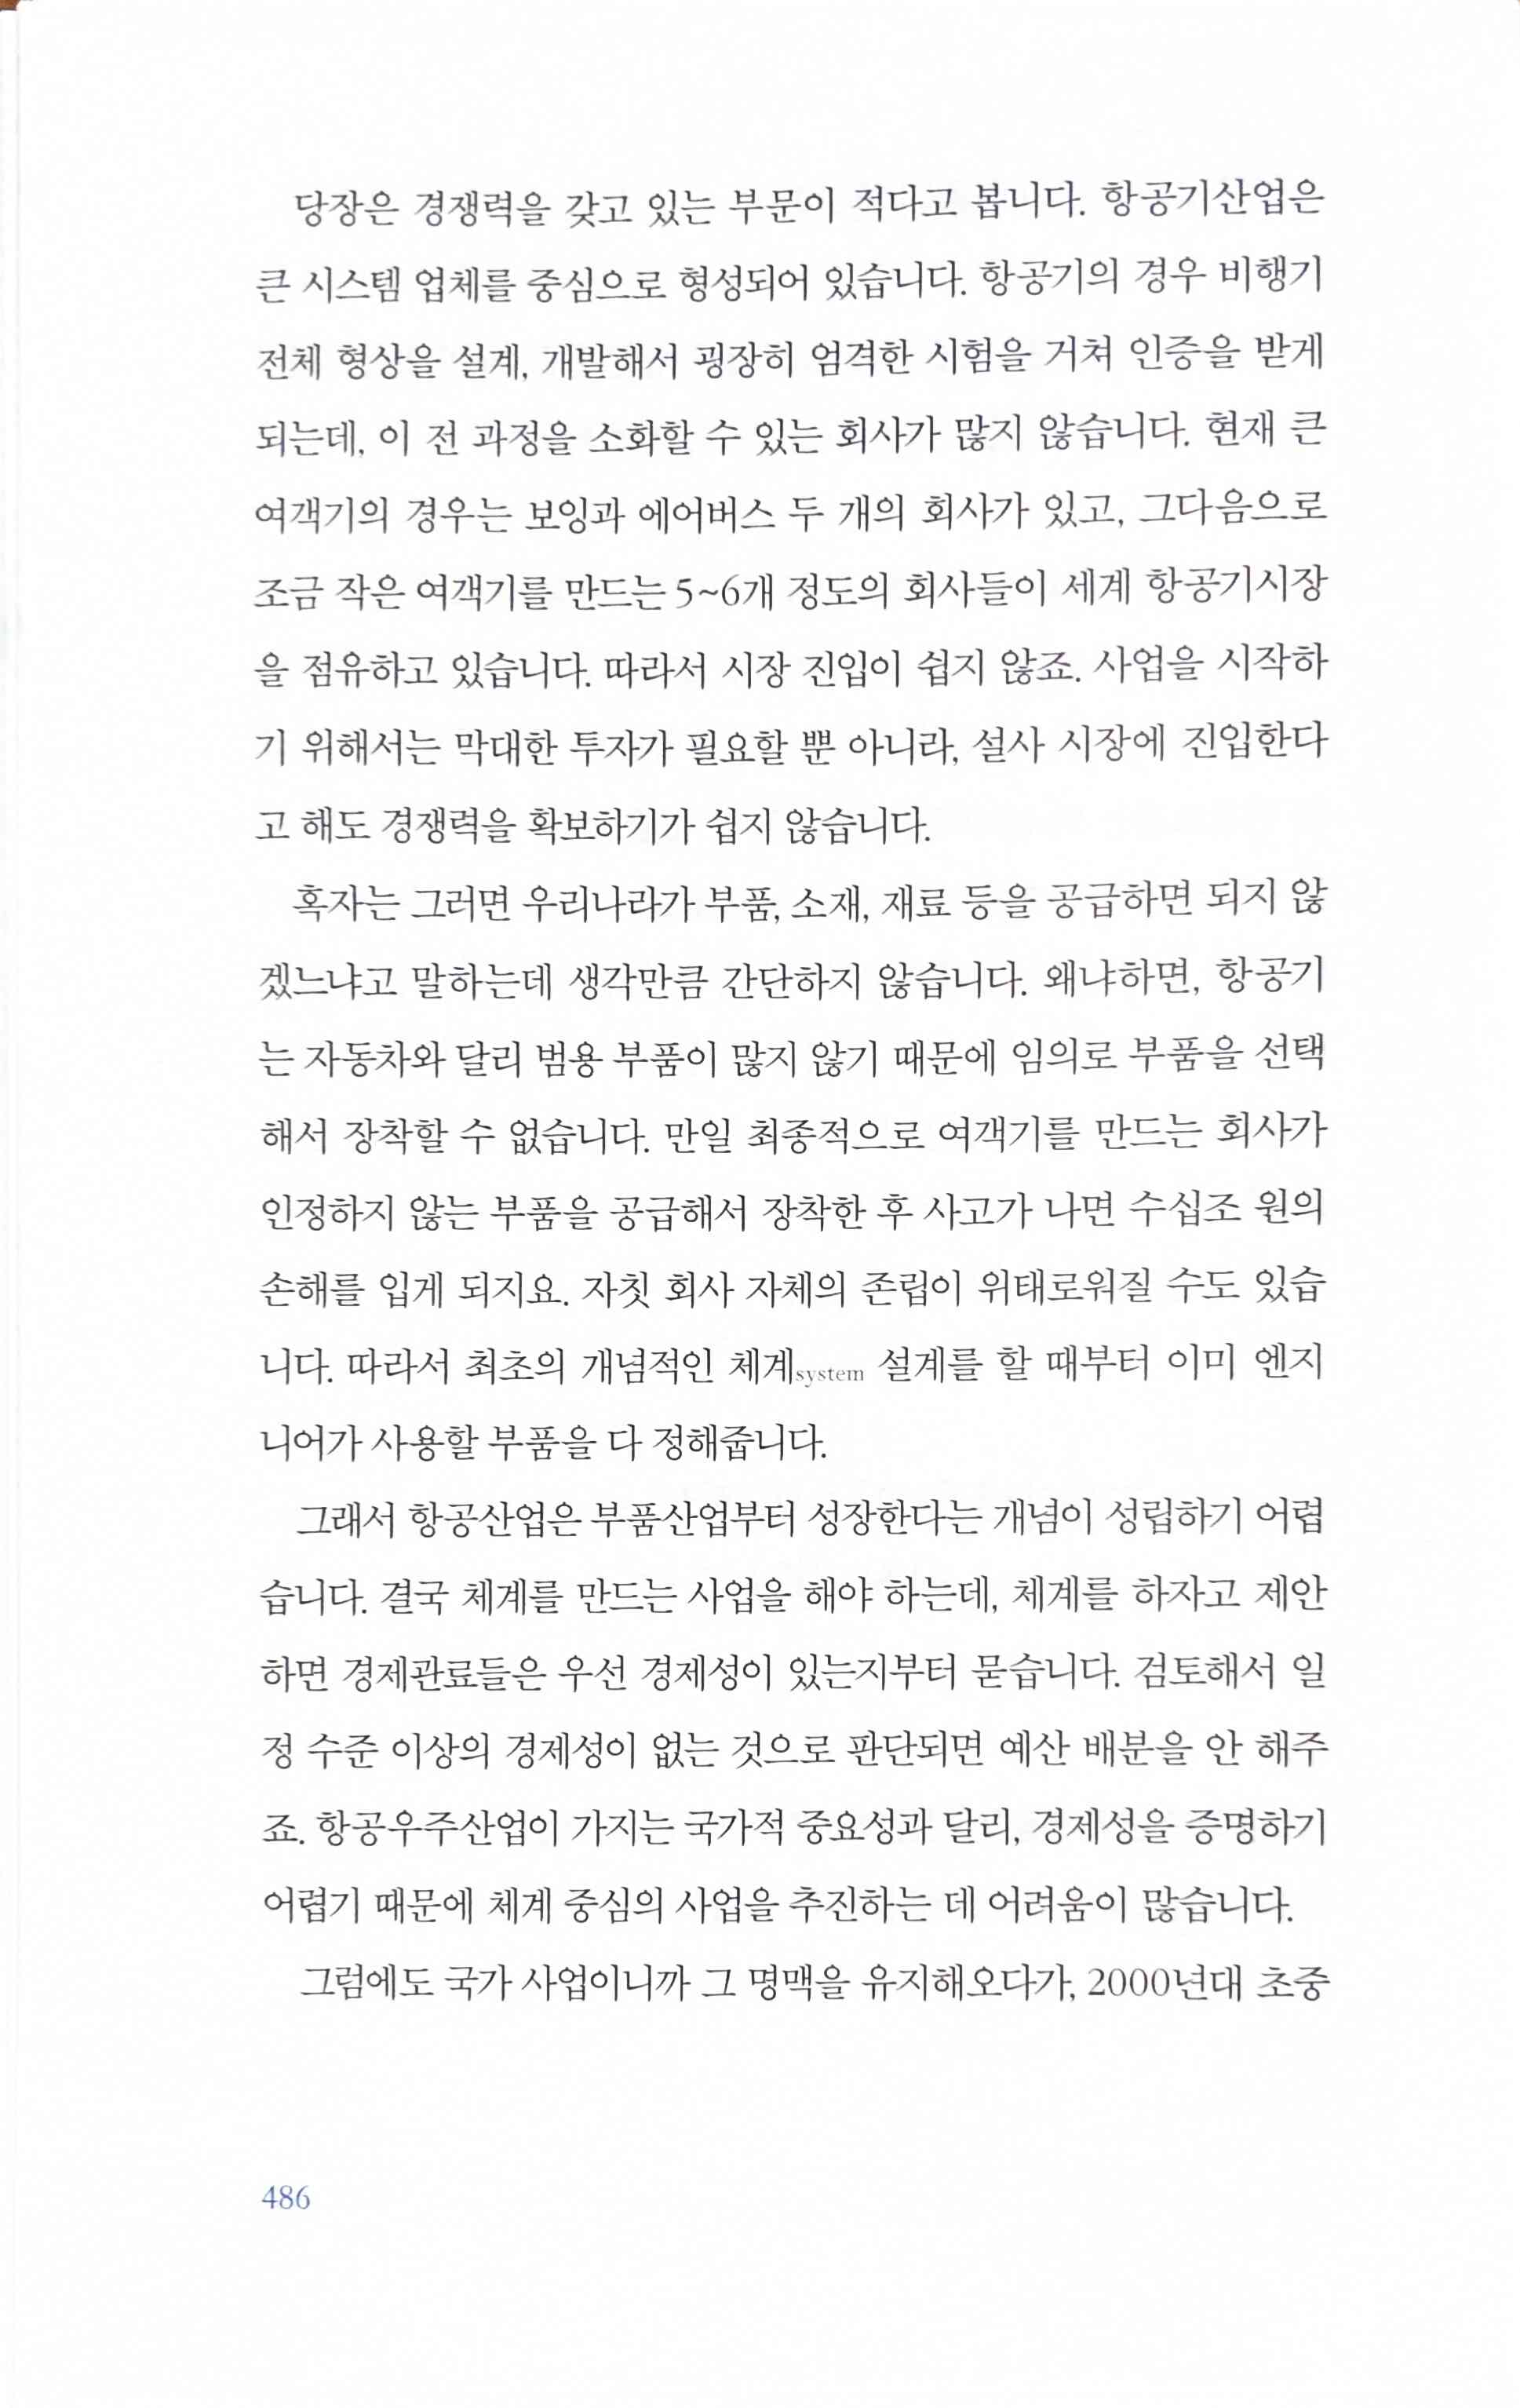 당장은 경쟁력을 갖고 있는 부문이 적다고 봅니다. 항공기산업은
큰 시스템 업체를 중심으로 형성되어 있습니다. 항공기의 경우 비행기
전체 형상을 설계, 개발해서 굉장히 엄격한 시험을 거쳐 인증을 받게
되는데, 이 전 과정을 소화할 수 있는 회사가 많지 않습니다. 현재 큰
여객기의 경우는 보잉과 에어버스 두 개의 회사가 있고, 그다음으로
조금 작은 여객기를 만드는 5~6개 정도의 회사들이 세계 항공기시장
을 점유하고 있습니다. 따라서 시장 진입이 쉽지 않죠. 사업을 시작하
기 위해서는 막대한 투자가 필요할 뿐 아니라, 설사 시장에 진입한다
고 해도 경쟁력을 확보하기가 쉽지 않습니다.
혹자는 그러면 우리나라가 부품, 소재, 재료 등을 공급하면 되지 않
겠느냐고 말하는데 생각만큼 간단하지 않습니다. 왜냐하면, 항공기
는 자동차와 달리 범용 부품이 많지 않기 때문에 임의로 부품을 선택
해서 장착할 수 없습니다. 만일 최종적으로 여객기를 만드는 회사가
인정하지 않는 부품을 공급해서 장착한 후 사고가 나면 수십조 원의
손해를 입게 되지요. 자칫 회사 자체의 존립이 위태로워질 수도 있습
니다. 따라서 최초의 개념적인 체계system 설계를 할 때부터 이미 엔지
니어가 사용할 부품을 다 정해줍니다.
그래서 항공산업은 부품산업부터 성장한다는 개념이 성립하기 어렵
습니다. 결국 체계를 만드는 사업을 해야 하는데, 체계를 하자고 제안
하면 경제관료들은 우선 경제성이 있는지부터 묻습니다. 검토해서 일
정 수준 이상의 경제성이 없는 것으로 판단되면 예산 배분을 안 해주
죠. 항공우주산업이 가지는 국가적 중요성과 달리, 경제성을 증명하기
어렵기 때문에 체계 중심의 사업을 추진하는 데 어려움이 많습니다.
그럼에도 국가 사업이니까 그 명맥을 유지해오다가, 2000년대 초중
486